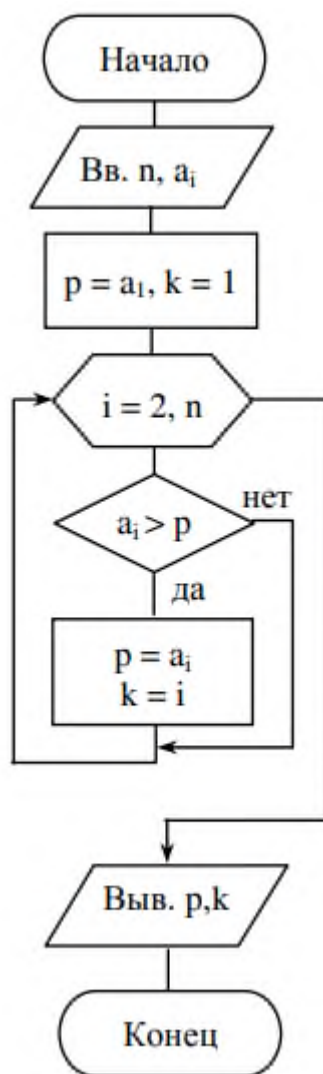 Начало
Вв. n, aᵢ
p = a₁, k = 1
i = 2, n
aᵢ > p
нет
да
p = aᵢ
k = i
Выв. p,k
Конец